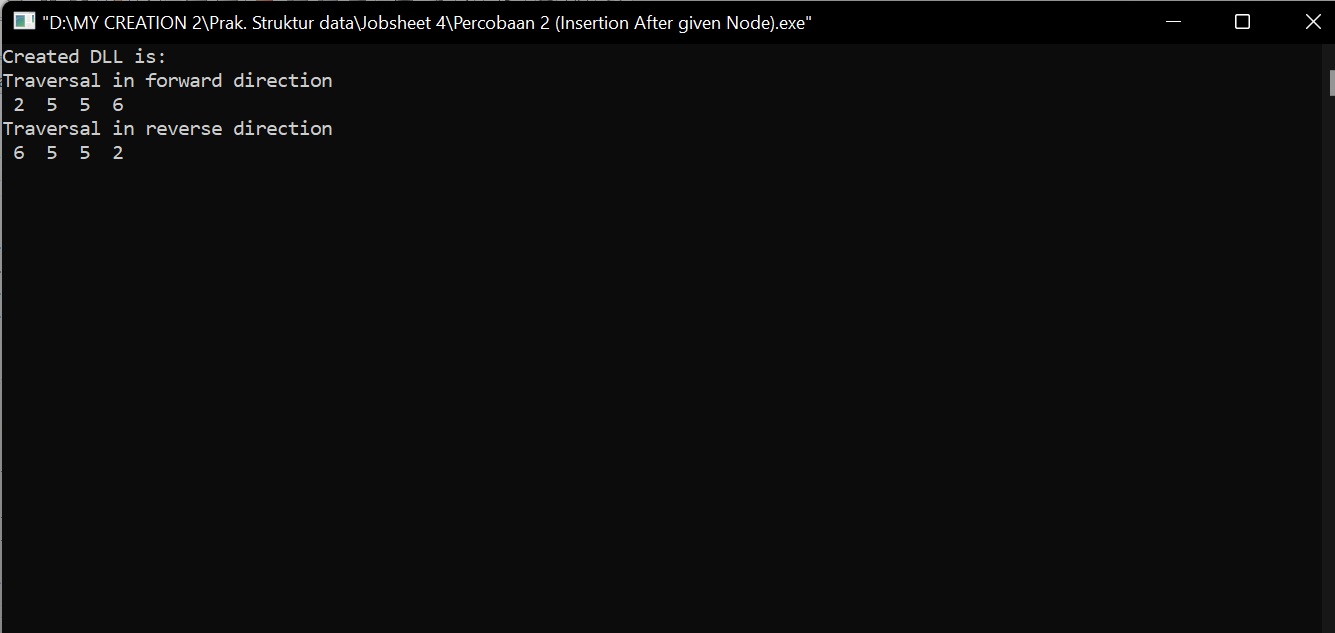 "D:\MY CREATION 2\Prak. Struktur data\Jobsheet 4\Percobaan 2 (Insertion After given Node).exe"
Created DLL is:
Traversal in forward direction
 2  5  5  6
Traversal in reverse direction
 6  5  5  2